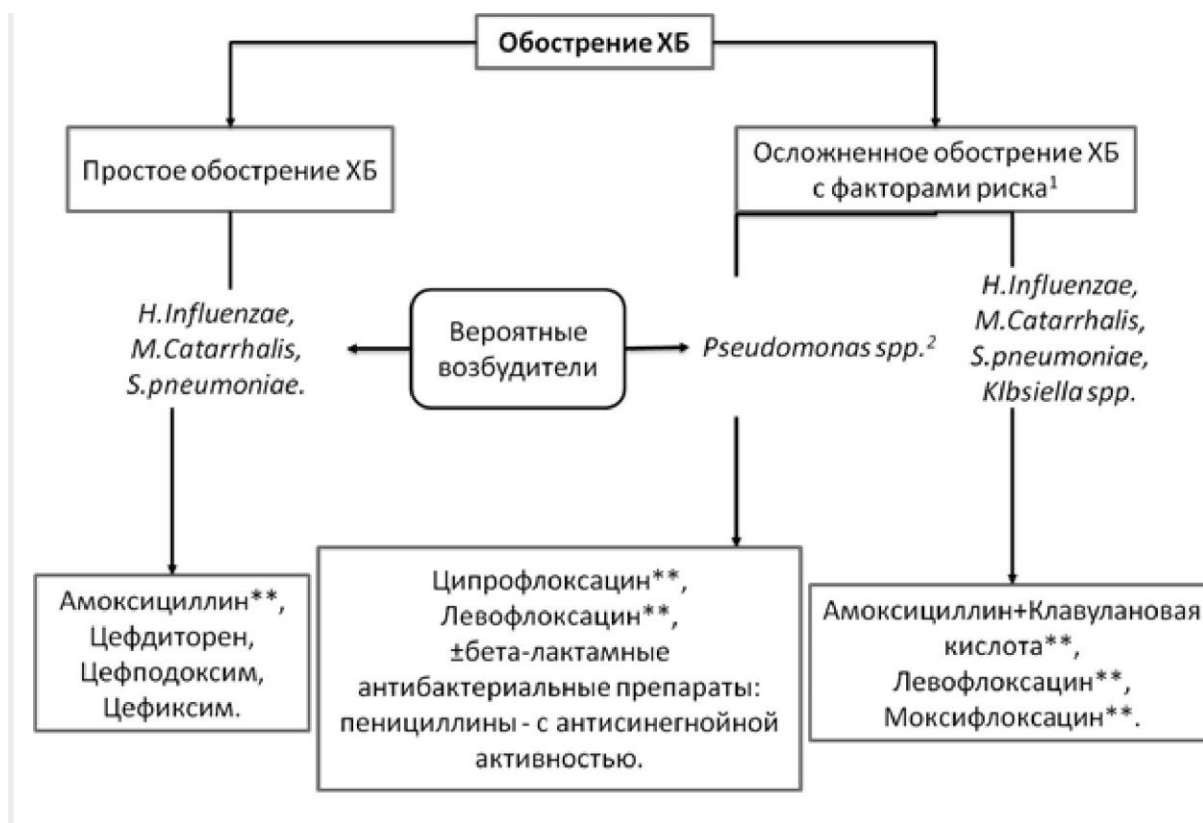 Обострение ХБ
Простое обострение ХБ
Осложненное обострение ХБ
с факторами риска¹
H.Influenzae,
M.Catarrhalis,
S.pneumoniae.
Вероятные
возбудители
Pseudomonas spp.²
H.Influenzae,
M.Catarrhalis,
S.pneumoniae,
Klbsiella spp.
Амоксициллин**,
Цефдиторен,
Цефподоксим,
Цефиксим.
Ципрофлоксацин**,
Левофлоксацин**,
±бета-лактамные
антибактериальные препараты:
пенициллины - с антисинегнойной
активностью.
Амоксициллин+Клавулановая
кислота**,
Левофлоксацин**,
Моксифлоксацин**.